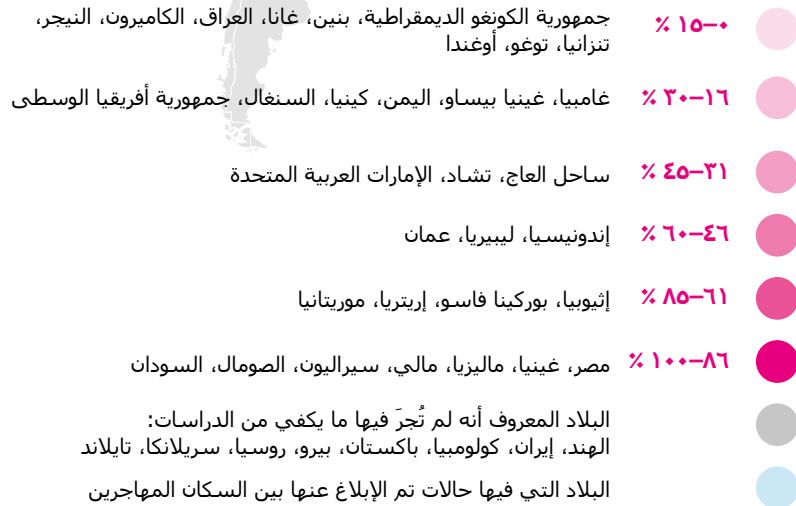 ٠–١٥ ٪ جمهورية الكونغو الديمقراطية، بنين، غانا، العراق، الكاميرون، النيجر،
تنزانيا، توغو، أوغندا
١٦–٣٠ ٪ غامبيا، غينيا بيساو، اليمن، كينيا، السنغال، جمهورية أفريقيا الوسطى
٣١–٤٥ ٪ ساحل العاج، تشاد، الإمارات العربية المتحدة
٤٦–٦٠ ٪ إندونيسيا، ليبيريا، عمان
٦١–٨٥ ٪ إثيوبيا، بوركينا فاسو، إريتريا، موريتانيا
٨٦–١٠٠ ٪ مصر، غينيا، ماليزيا، مالي، سيراليون، الصومال، السودان
البلاد المعروف أنه لم تُجرَ فيها ما يكفي من الدراسات:
الهند، إيران، كولومبيا، باكستان، بيرو، روسيا، سريلانكا، تايلاند
البلاد التي فيها حالات تم الإبلاغ عنها بين السكان المهاجرين